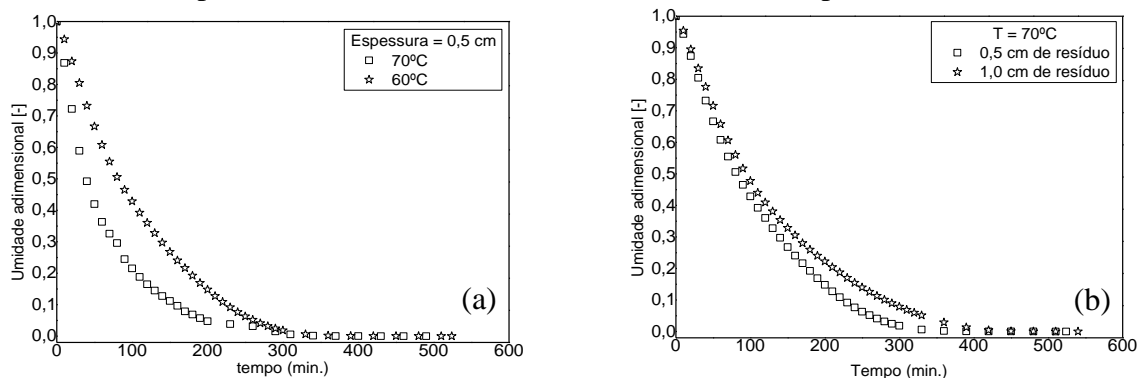 1,0
0,9
0,8
0,7
0,6
0,5
0,4
0,3
0,2
0,1
0,0
Umidade adimensional [-]
Espessura = 0,5 cm
70ºC
60ºC
(a)
0 100 200 300 400 500 600
tempo (min.)
1,0
0,9
0,8
0,7
0,6
0,5
0,4
0,3
0,2
0,1
0,0
Umidade adimensional [-]
T = 70ºC
0,5 cm de resíduo
1,0 cm de resíduo
(b)
0 100 200 300 400 500 600
Tempo (min.)